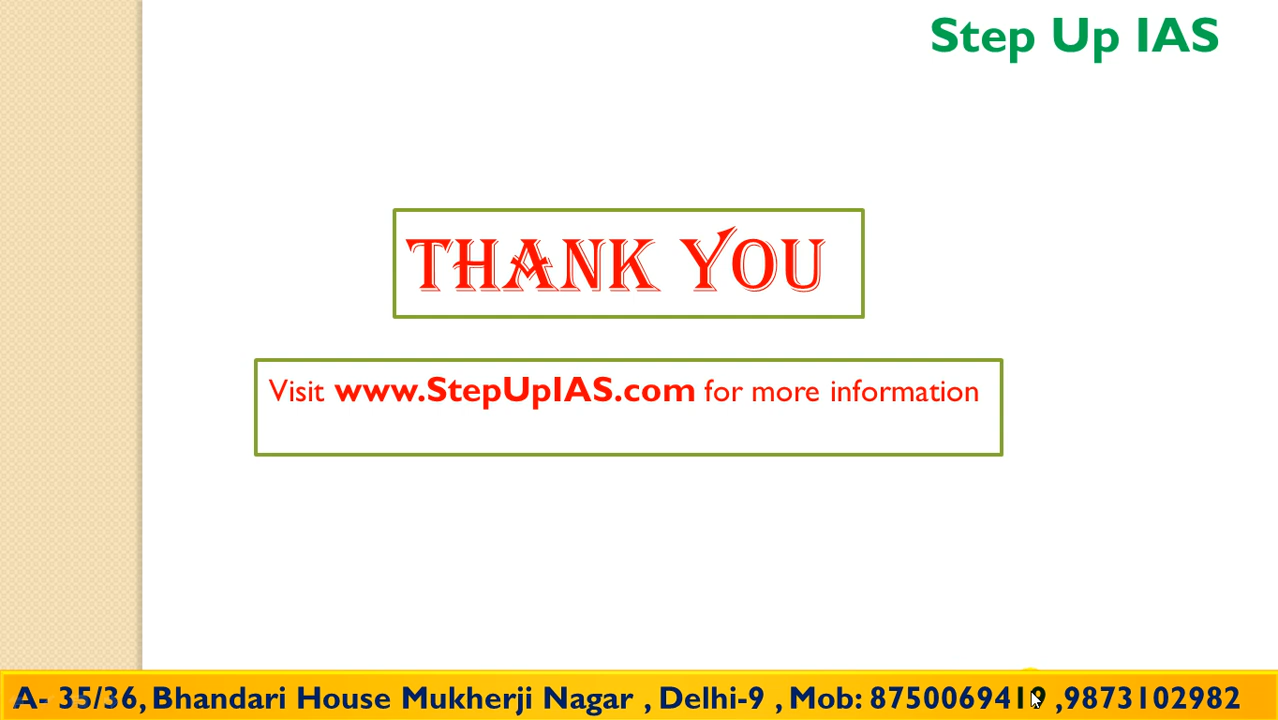 Step Up IAS
THANK YOU
Visit www.StepUpIAS.com for more information
A- 35/36, Bhandari House Mukherji Nagar , Delhi-9 , Mob: 8750069419 ,9873102982